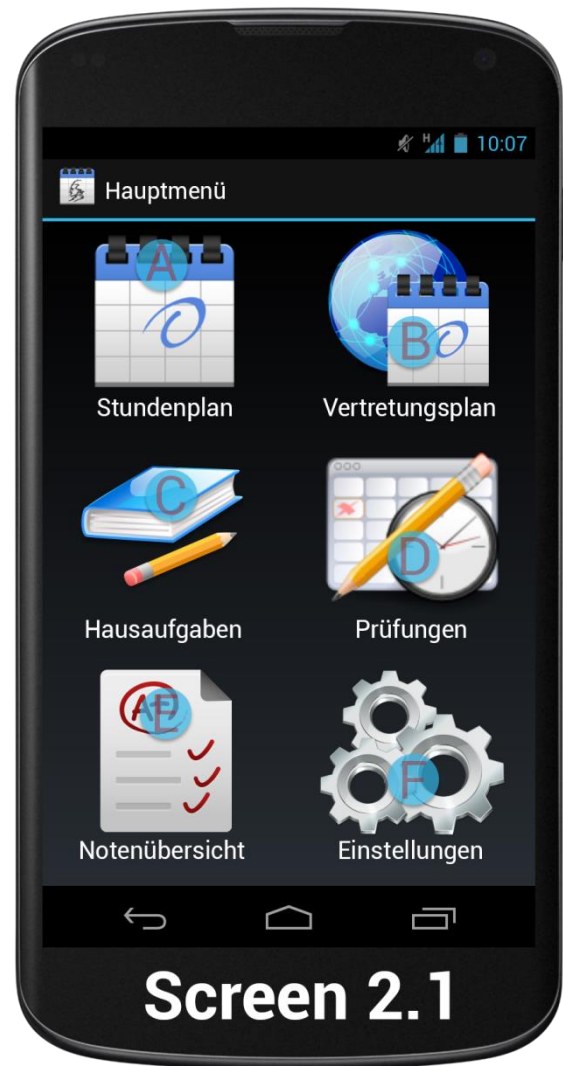 H 10:07
Hauptmenü
A
B
Stundenplan
Vertretungsplan
C
D
Hausaufgaben
Prüfungen
A+
E
F
Notenübersicht
Einstellungen
Screen 2.1